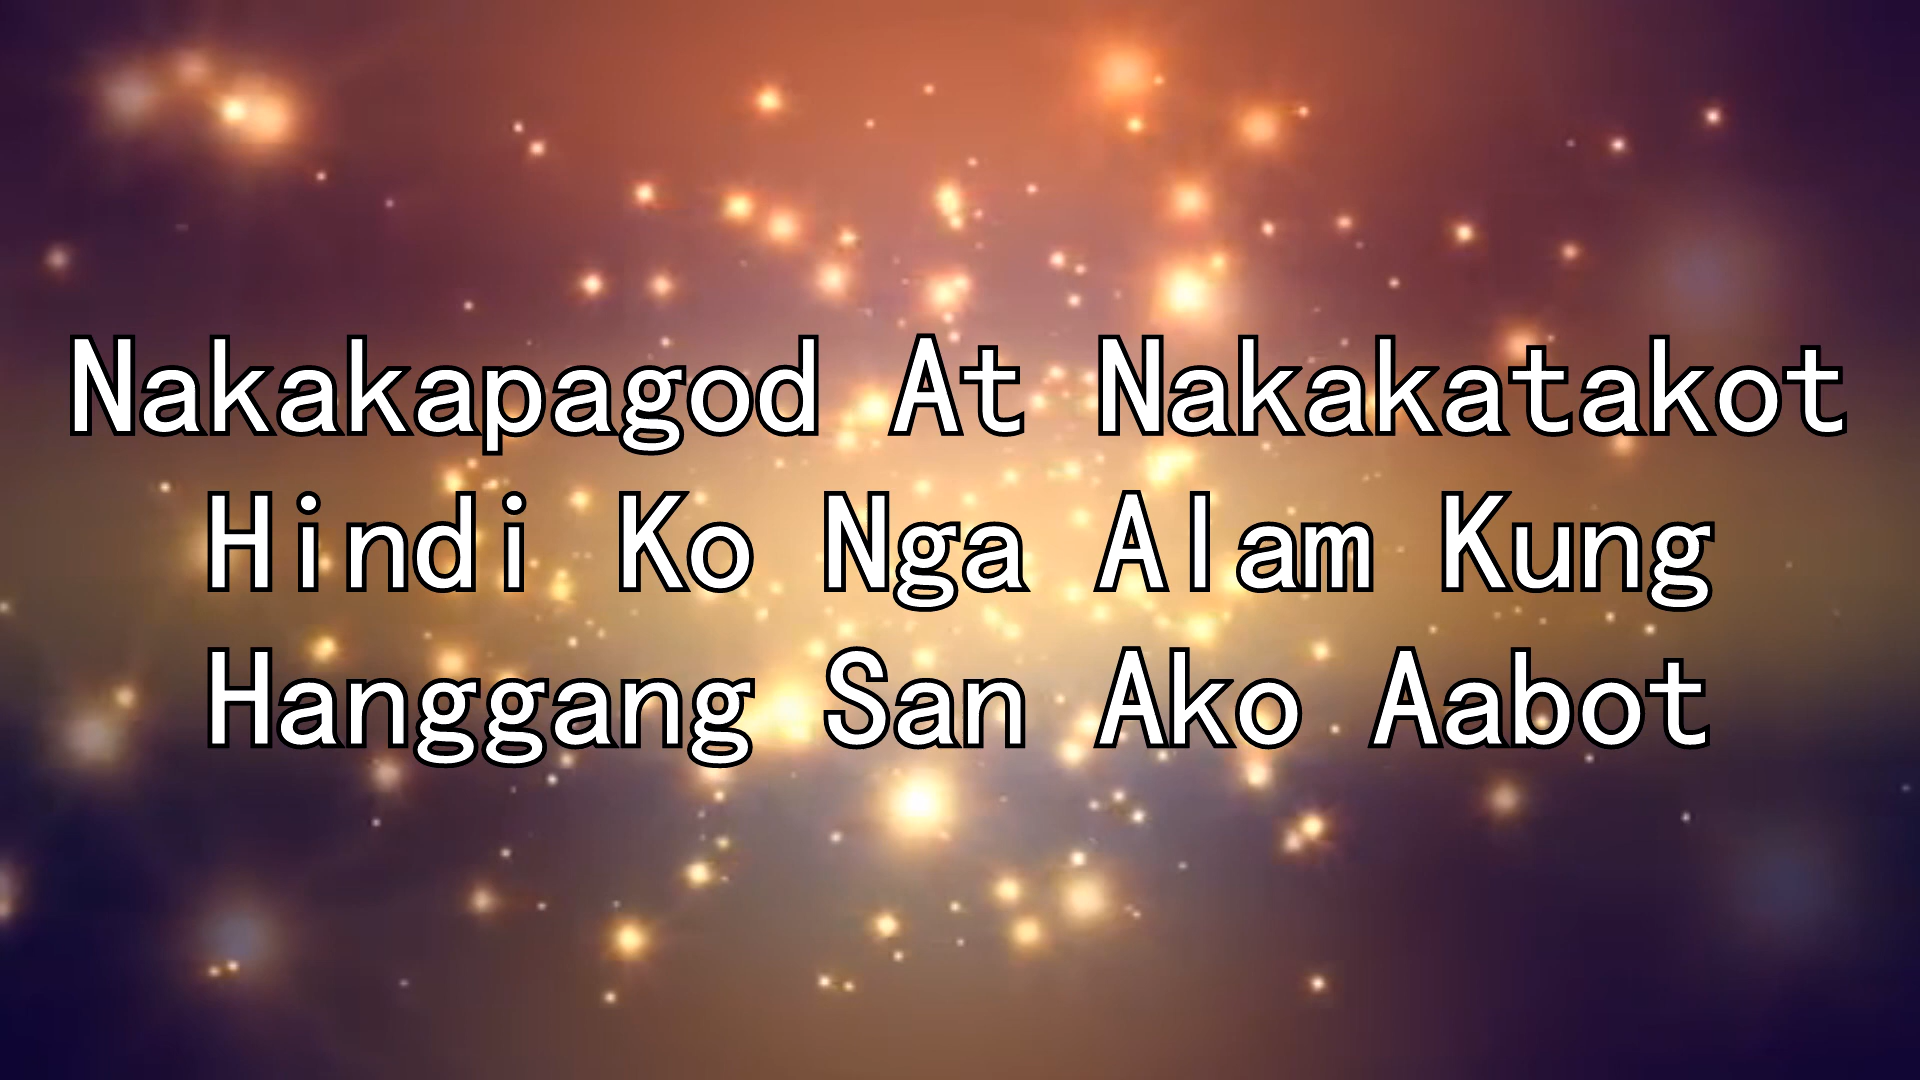 Nakakapagod At Nakakatakot
Hindi Ko Nga Alam Kung
Hanggang San Ako Aabot